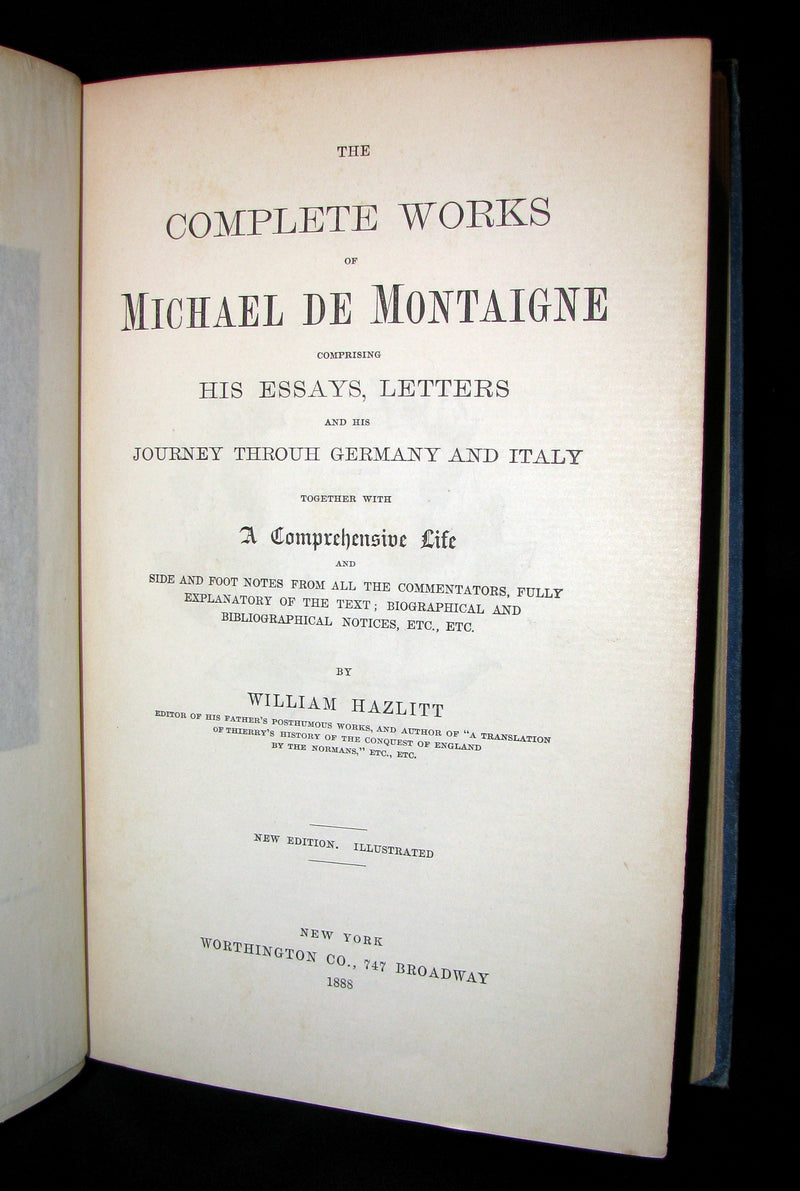 THE
COMPLETE WORKS
OF
MICHAEL DE MONTAIGNE
COMPRISING
HIS ESSAYS, LETTERS
AND HIS
JOURNEY THROUH GERMANY AND ITALY
TOGETHER WITH
A Comprehensive Life
AND
SIDE AND FOOT NOTES FROM ALL THE COMMENTATORS, FULLY
EXPLANATORY OF THE TEXT; BIOGRAPHICAL AND
BIBLIOGRAPHICAL NOTICES, ETC., ETC.
BY
WILLIAM HAZLITT
EDITOR OF HIS FATHER'S POSTHUMOUS WORKS, AND AUTHOR OF "A TRANSLATION
OF THIERRY'S HISTORY OF THE CONQUEST OF ENGLAND
BY THE NORMANS," ETC., ETC.
NEW EDITION. ILLUSTRATED
NEW YORK
WORTHINGTON CO., 747 BROADWAY
1888